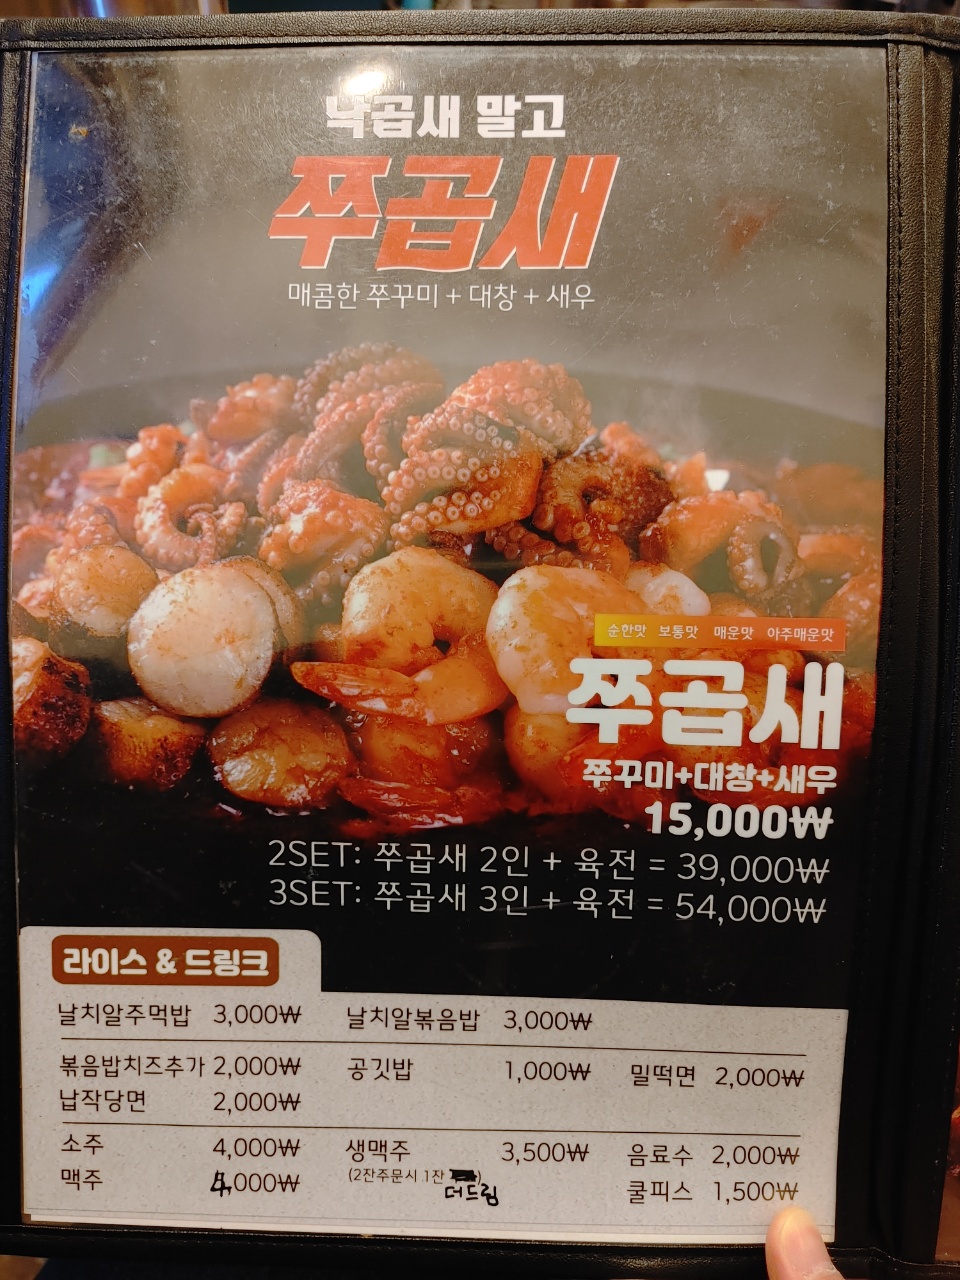 낙곱새 말고
쭈곱새
매콤한 쭈꾸미 + 대창 + 새우
순한맛 보통맛 매운맛 아주매운맛
쭈곱새
쭈꾸미+대창+새우
15,000₩
2SET: 쭈곱새 2인 + 육전 = 39,000₩
3SET: 쭈곱새 3인 + 육전 = 54,000₩
라이스 & 드링크
날치알주먹밥 3,000₩ 날치알볶음밥 3,000₩
볶음밥치즈추가 2,000₩ 공깃밥 1,000₩ 밀떡면 2,000₩
납작당면 2,000₩
소주 4,000₩ 생맥주 3,500₩ 음료수 2,000₩
(2잔주문시 1잔 )
더드림
맥주 4,000₩ 쿨피스 1,500₩